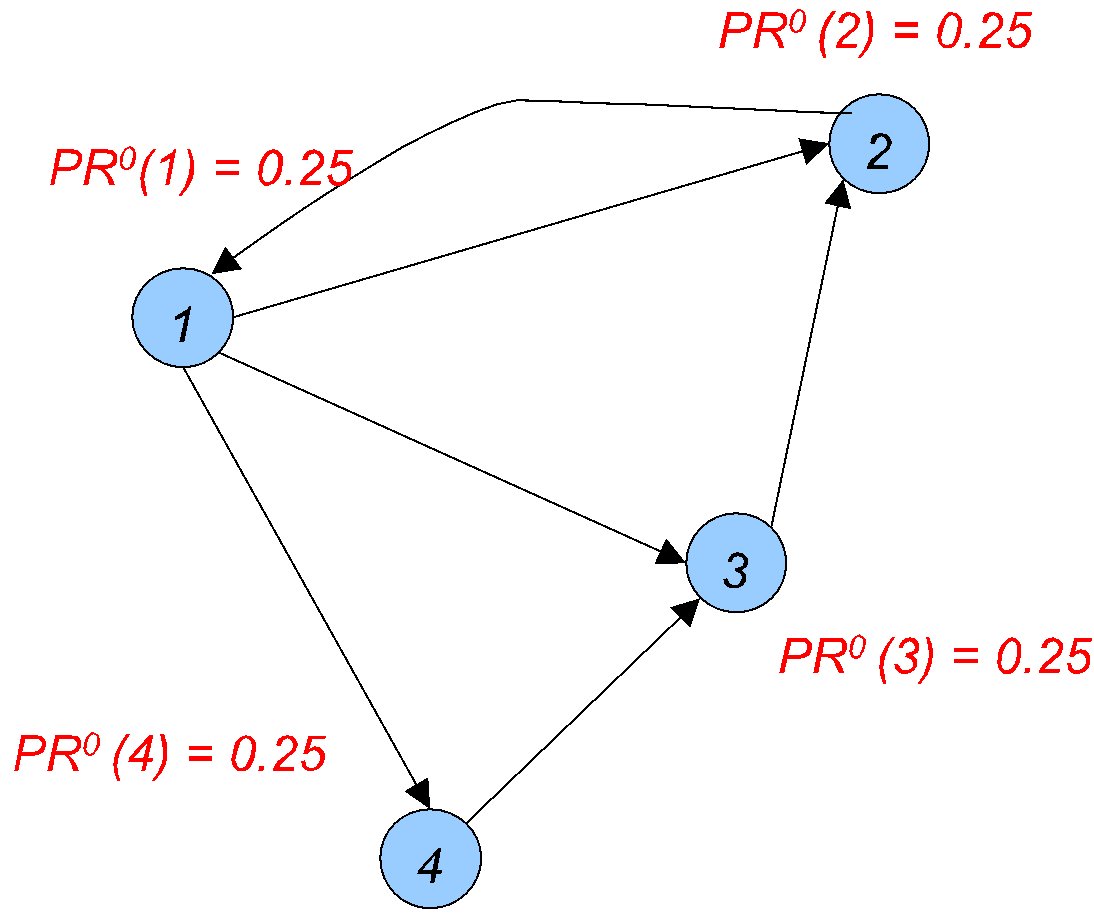 PR⁰ (2) = 0.25
2
PR⁰(1) = 0.25
1
3
PR⁰ (3) = 0.25
PR⁰ (4) = 0.25
4